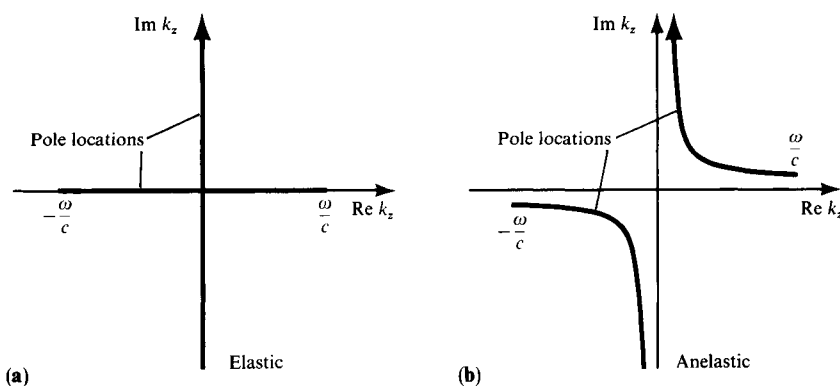 Im k_z
Pole locations
-ω/c
ω/c
Re k_z
(a)
Elastic
Im k_z
Pole locations
ω/c
Re k_z
-ω/c
(b)
Anelastic